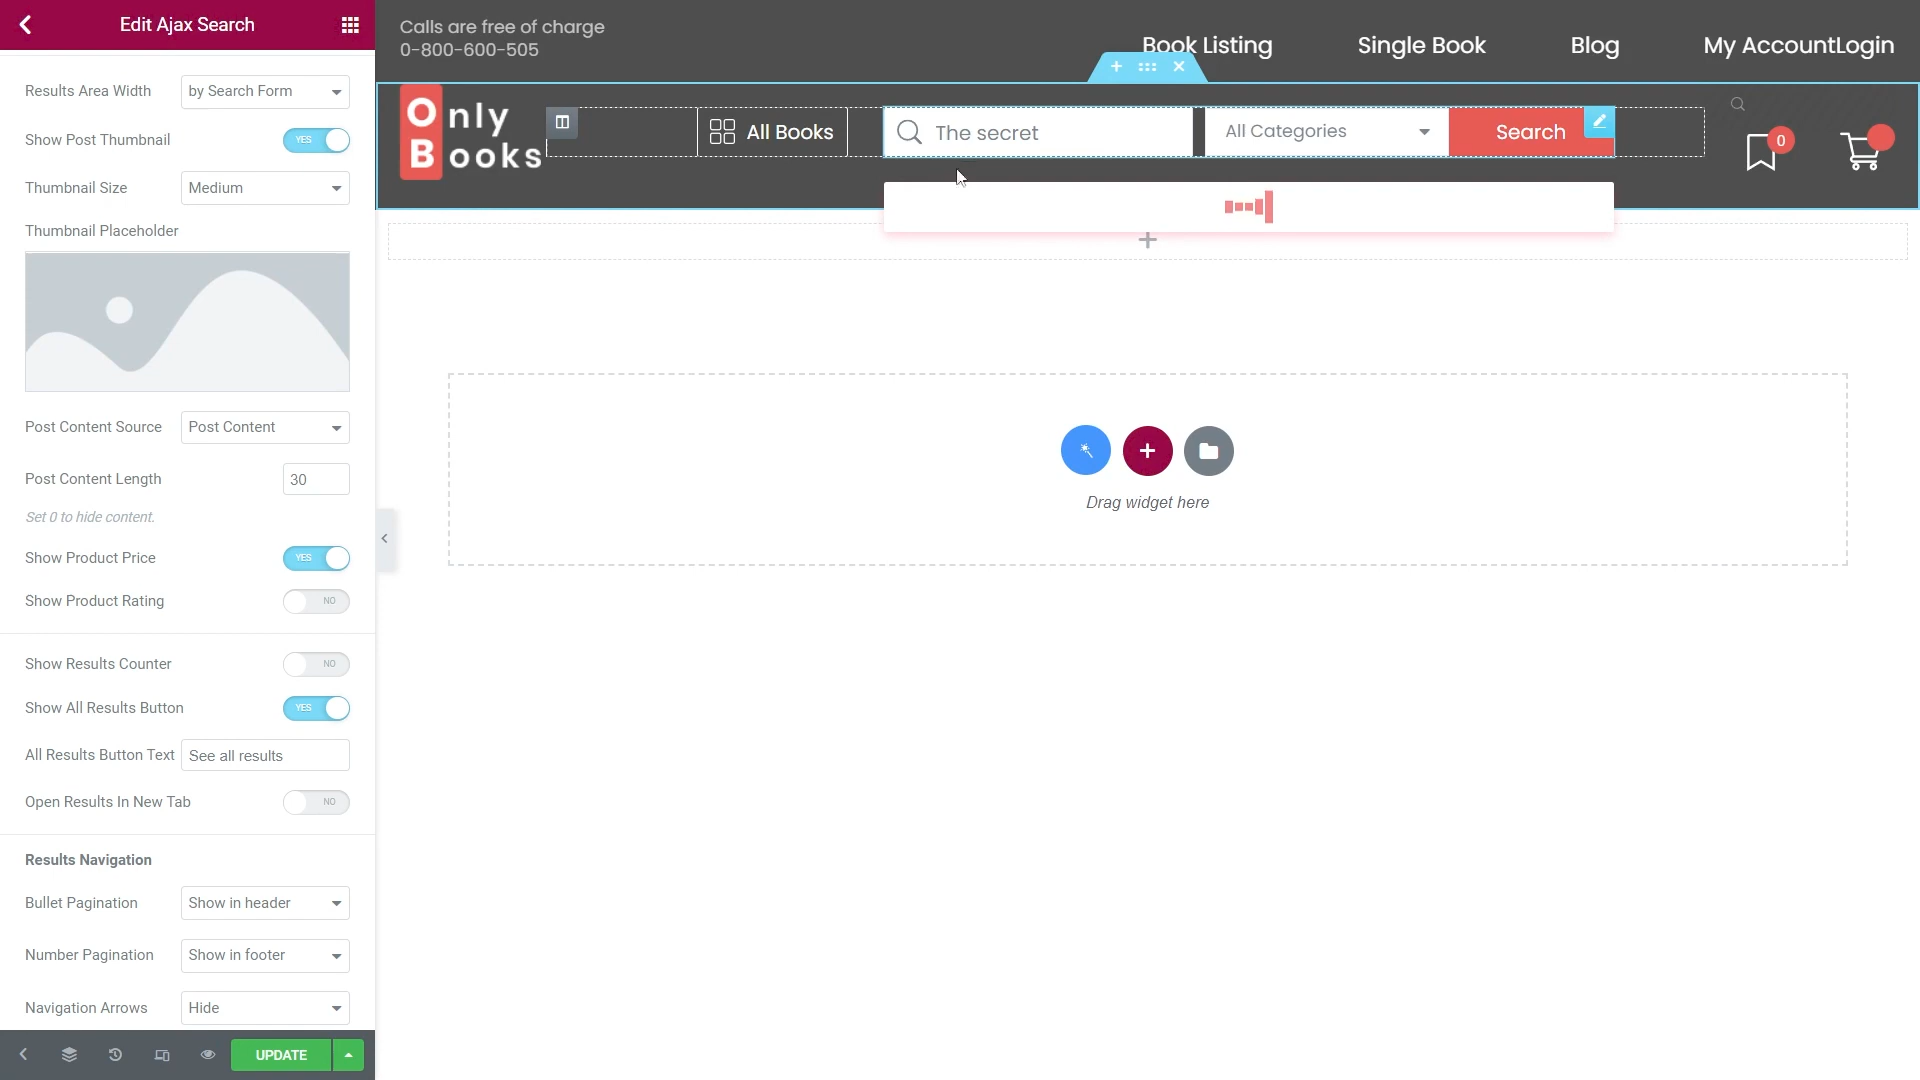 Edit Ajax Search
Results Area Width
by Search Form
Show Post Thumbnail
YES
Thumbnail Size
Medium
Thumbnail Placeholder
Post Content Source
Post Content
Post Content Length
30
Set 0 to hide content.
Show Product Price
YES
Show Product Rating
NO
Show Results Counter
NO
Show All Results Button
YES
All Results Button Text
See all results
Open Results In New Tab
NO
Results Navigation
Bullet Pagination
Show in header
Number Pagination
Show in footer
Navigation Arrows
Hide
UPDATE
Calls are free of charge
0-800-600-505
Book Listing
Single Book
Blog
My AccountLogin
Only
Books
All Books
The secret
All Categories
Search
0
Drag widget here